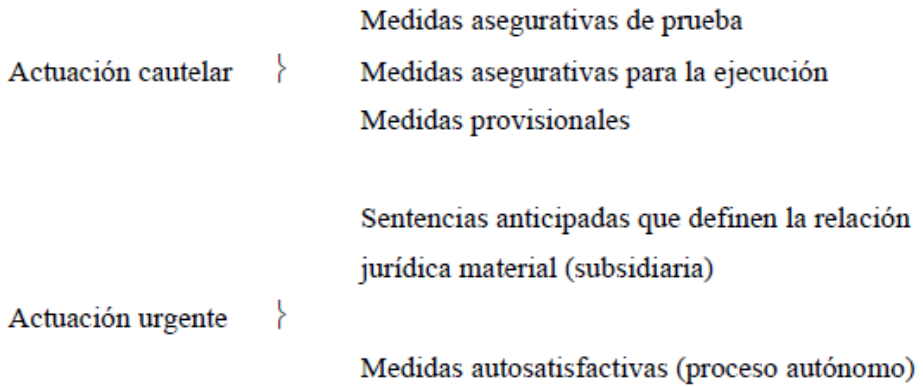 Medidas asegurativas de prueba
Actuación cautelar } Medidas asegurativas para la ejecución
Medidas provisionales
Sentencias anticipadas que definen la relación
jurídica material (subsidiaria)
Actuación urgente }
Medidas autosatisfactivas (proceso autónomo)